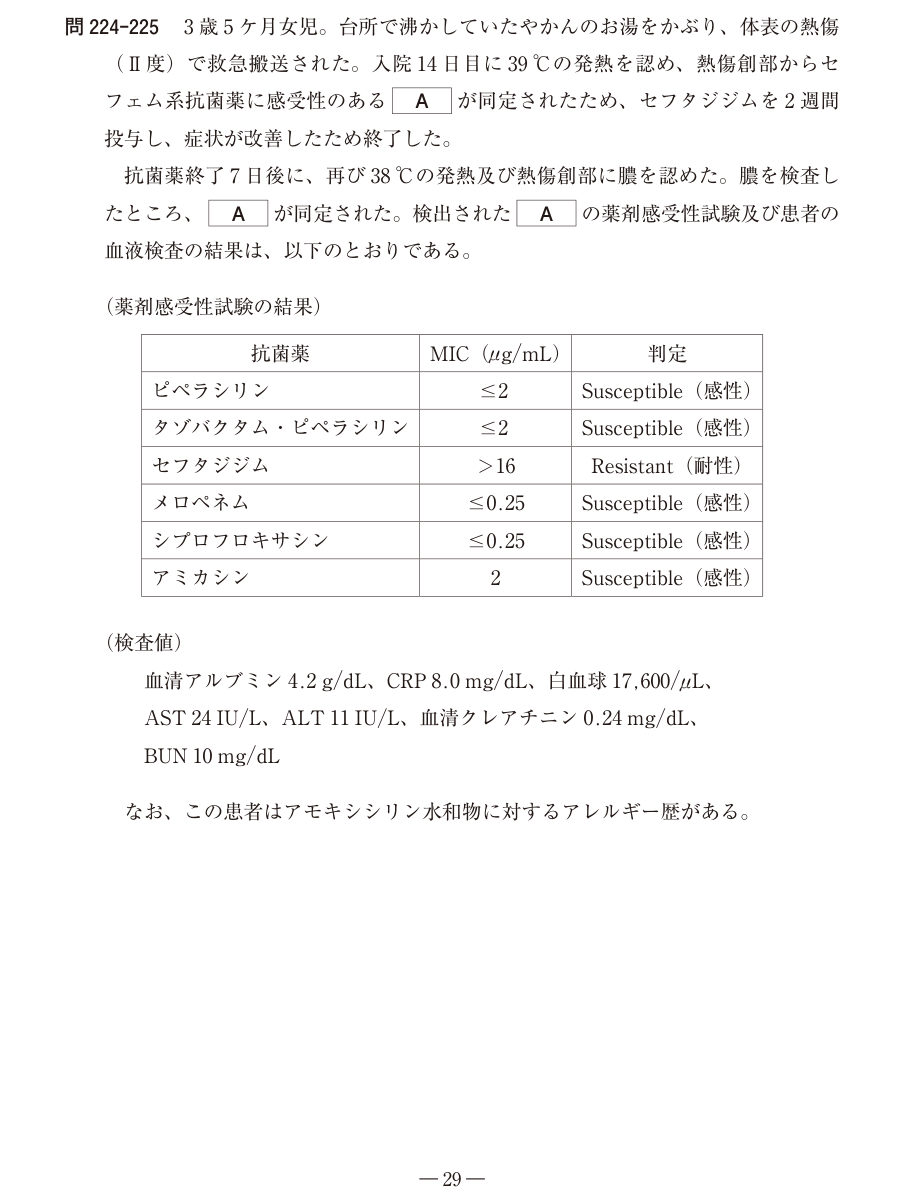 問 224-225　3歳5ケ月女児。台所で沸かしていたやかんのお湯をかぶり、体表の熱傷
（Ⅱ度）で救急搬送された。入院14日目に39℃の発熱を認め、熱傷創部からセ
フェム系抗菌薬に感受性のある A が同定されたため、セフタジジムを2週間
投与し、症状が改善したため終了した。
抗菌薬終了7日後に、再び38℃の発熱及び熱傷創部に膿を認めた。膿を検査し
たところ、 A が同定された。検出された A の薬剤感受性試験及び患者の
血液検査の結果は、以下のとおりである。
（薬剤感受性試験の結果）
抗菌薬　MIC（μg/mL）　判定
ピペラシリン　≤2　Susceptible（感性）
タゾバクタム・ピペラシリン　≤2　Susceptible（感性）
セフタジジム　>16　Resistant（耐性）
メロペネム　≤0.25　Susceptible（感性）
シプロフロキサシン　≤0.25　Susceptible（感性）
アミカシン　2　Susceptible（感性）
（検査値）
血清アルブミン 4.2 g/dL、CRP 8.0 mg/dL、白血球 17,600/μL、
AST 24 IU/L、ALT 11 IU/L、血清クレアチニン 0.24 mg/dL、
BUN 10 mg/dL
なお、この患者はアモキシシリン水和物に対するアレルギー歴がある。
― 29 ―